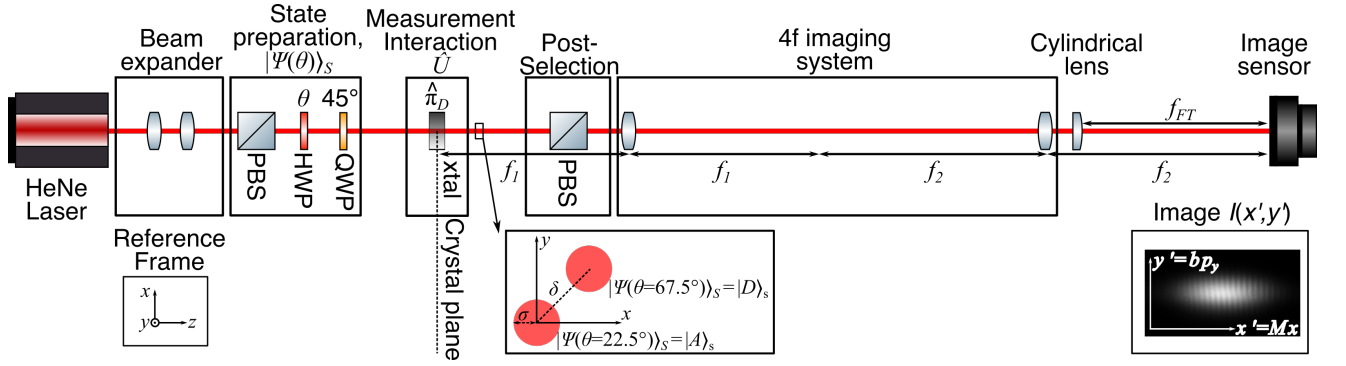 Beam
expander
State
preparation,
|Ψ(θ)⟩S
Measurement
Interaction
Û
Post-
Selection
4f imaging
system
Cylindrical
lens
Image
sensor
θ
45°
π̂D
fFT
PBS
HWP
QWP
xtal
f1
PBS
f1
f2
f2
HeNe
Laser
Crystal plane
Reference
Frame
x
y
z
y
δ
|Ψ(θ=67.5°)⟩S=|D⟩s
σ
x
|Ψ(θ=22.5°)⟩S=|A⟩s
Image I(x',y')
y'=bpy
x'=Mx